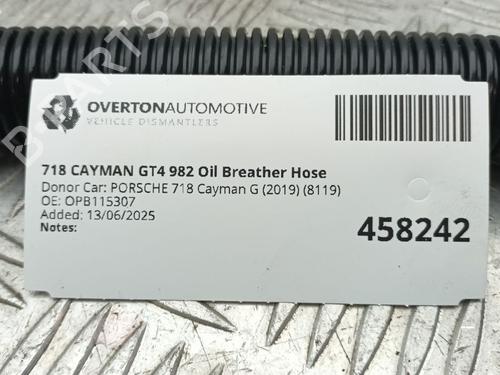 OVERTONAUTOMOTIVE
VEHICLE DISMANTLERS
718 CAYMAN GT4 982 Oil Breather Hose
Donor Car: PORSCHE 718 Cayman G (2019) (8119)
OE: OPB115307
Added: 13/06/2025
Notes:
458242
B-PARTS